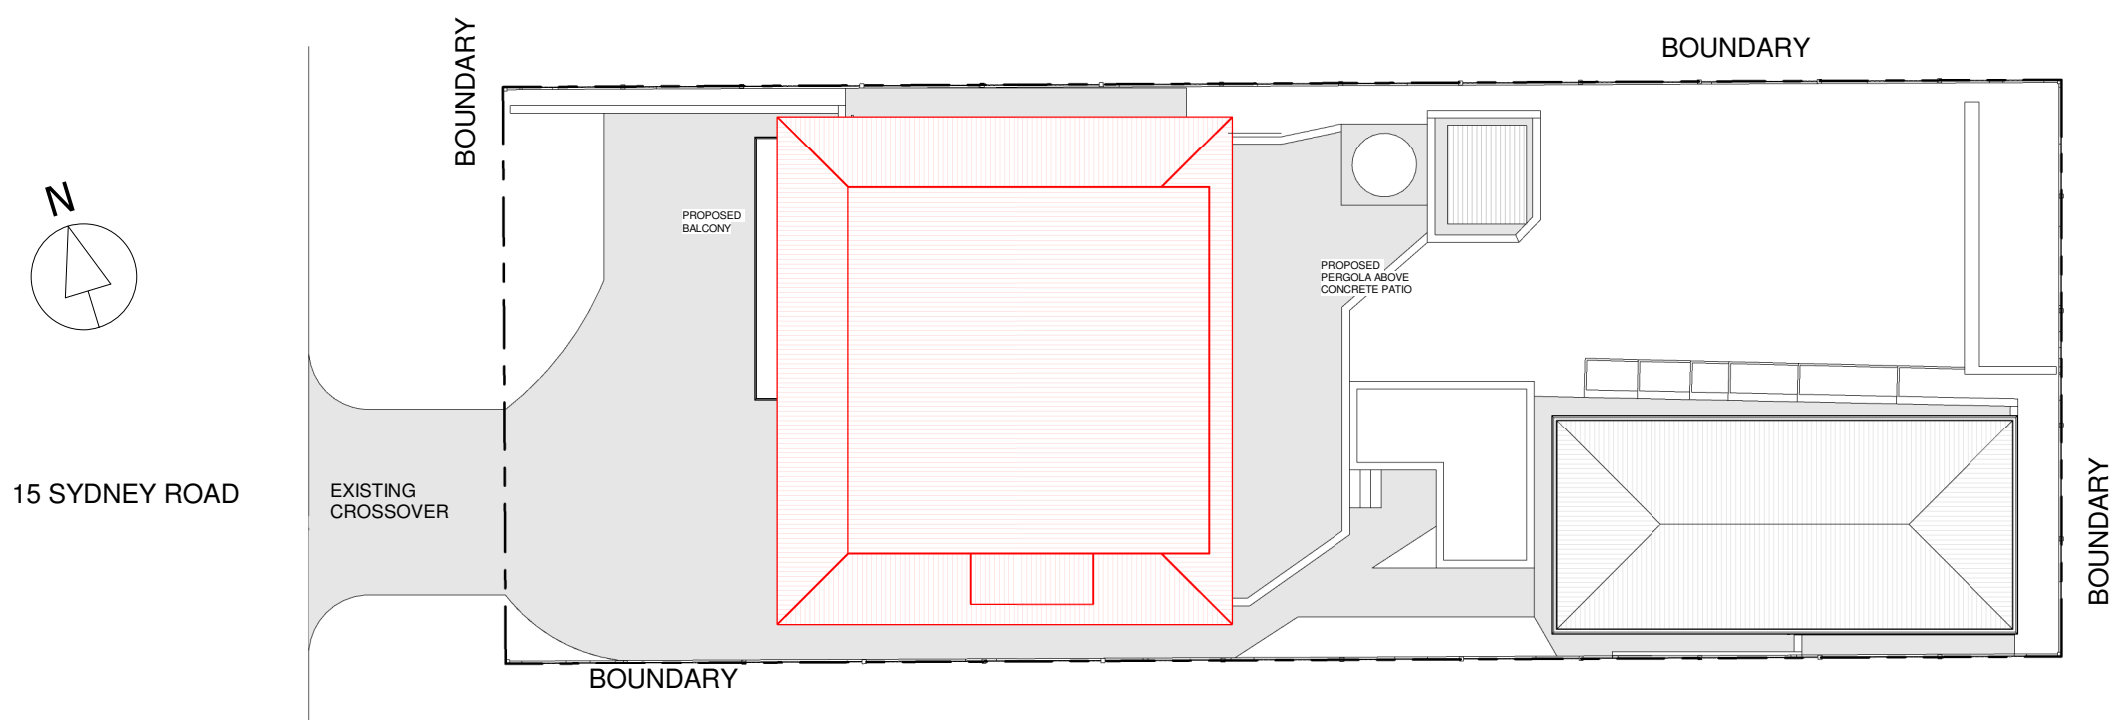 BOUNDARY
BOUNDARY
N
PROPOSED
BALCONY
PROPOSED
PERGOLA ABOVE
CONCRETE PATIO
15 SYDNEY ROAD
EXISTING
CROSSOVER
BOUNDARY
BOUNDARY